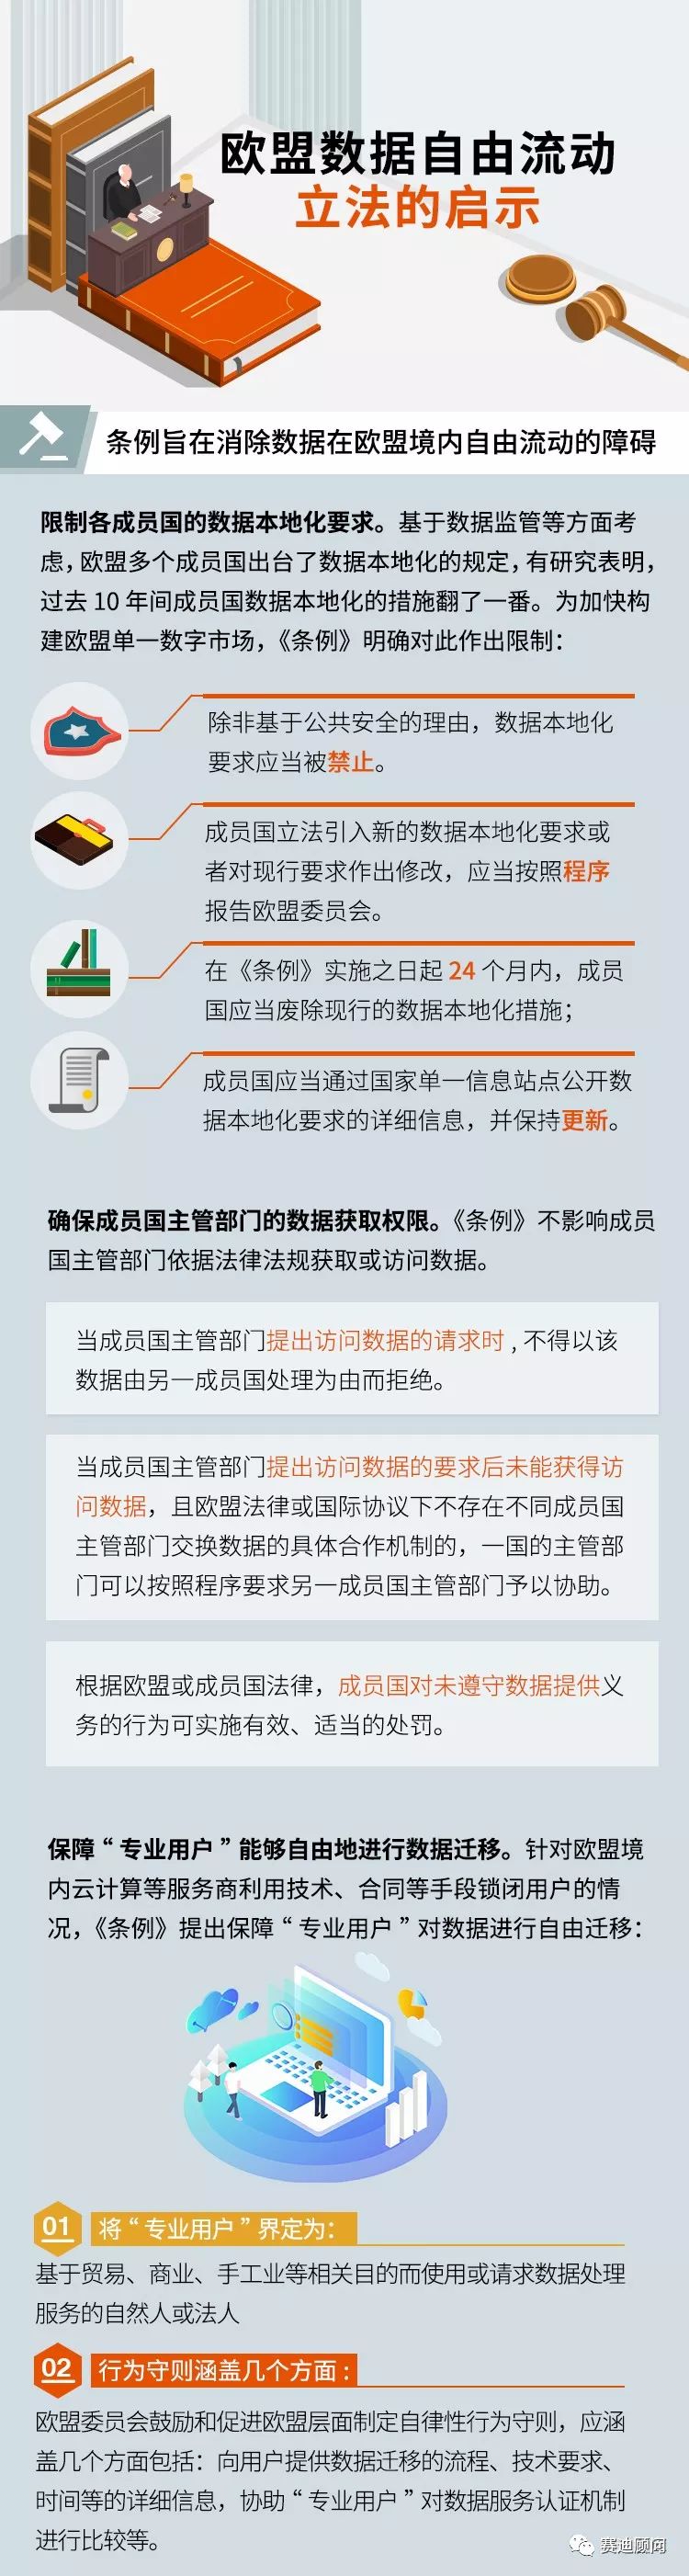 欧盟数据自由流动
立法的启示
条例旨在消除数据在欧盟境内自由流动的障碍
限制各成员国的数据本地化要求。基于数据监管等方面考
虑，欧盟多个成员国出台了数据本地化的规定，有研究表明，
过去 10 年间成员国数据本地化的措施翻了一番。为加快构
建欧盟单一数字市场，《条例》明确对此作出限制：
除非基于公共安全的理由，数据本地化
要求应当被禁止。
成员国立法引入新的数据本地化要求或
者对现行要求作出修改，应当按照程序
报告欧盟委员会。
在《条例》实施之日起 24 个月内，成员
国应当废除现行的数据本地化措施；
成员国应当通过国家单一信息站点公开数
据本地化要求的详细信息，并保持更新。
确保成员国主管部门的数据获取权限。《条例》不影响成员
国主管部门依据法律法规获取或访问数据。
当成员国主管部门提出访问数据的请求时，不得以该
数据由另一成员国处理为由而拒绝。
当成员国主管部门提出访问数据的要求后未能获得访
问数据，且欧盟法律或国际协议下不存在不同成员国
主管部门交换数据的具体合作机制的，一国的主管部
门可以按照程序要求另一成员国主管部门予以协助。
根据欧盟或成员国法律，成员国对未遵守数据提供义
务的行为可实施有效、适当的处罚。
保障“专业用户”能够自由地进行数据迁移。针对欧盟境
内云计算等服务商利用技术、合同等手段锁闭用户的情
况，《条例》提出保障“专业用户”对数据进行自由迁移：
01 将“专业用户”界定为：
基于贸易、商业、手工业等相关目的而使用或请求数据处理
服务的自然人或法人
02 行为守则涵盖几个方面：
欧盟委员会鼓励和促进欧盟层面制定自律性行为守则，应涵
盖几个方面包括：向用户提供数据迁移的流程、技术要求、
时间等的详细信息，协助“专业用户”对数据服务认证机制
进行比较等。
赛迪顾问